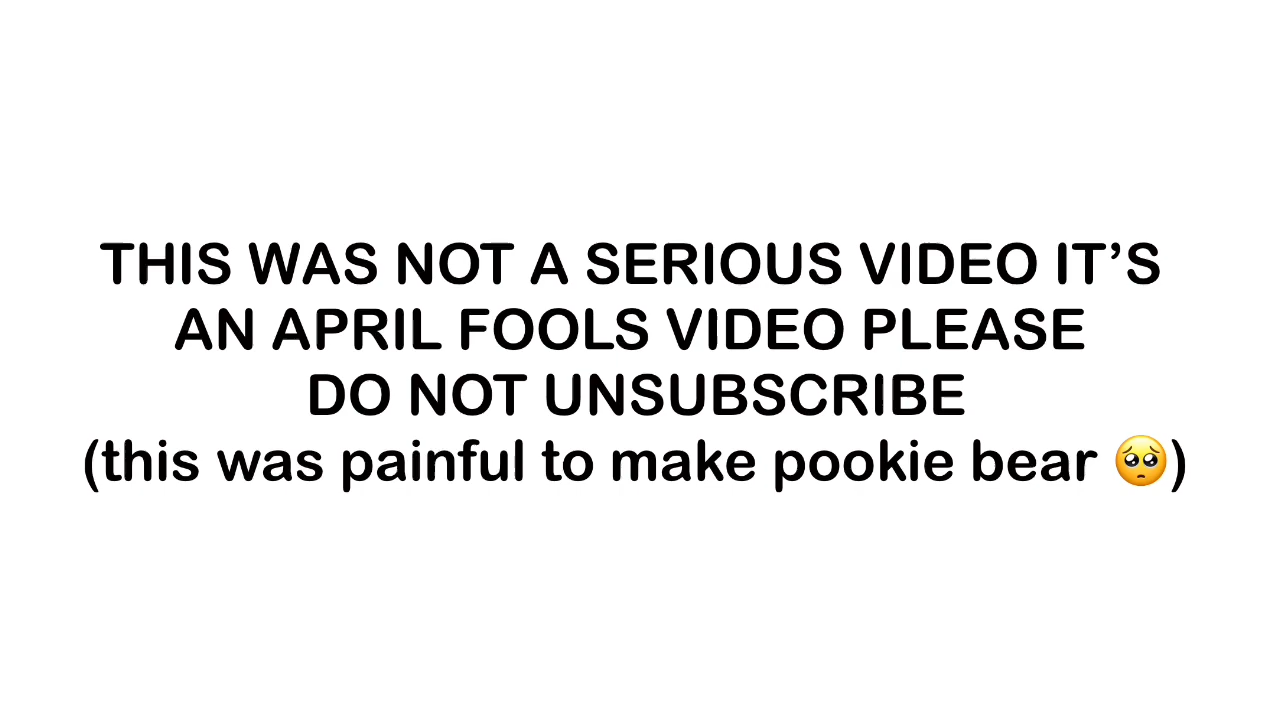 THIS WAS NOT A SERIOUS VIDEO IT’S
AN APRIL FOOLS VIDEO PLEASE
DO NOT UNSUBSCRIBE
(this was painful to make pookie bear 🥺)